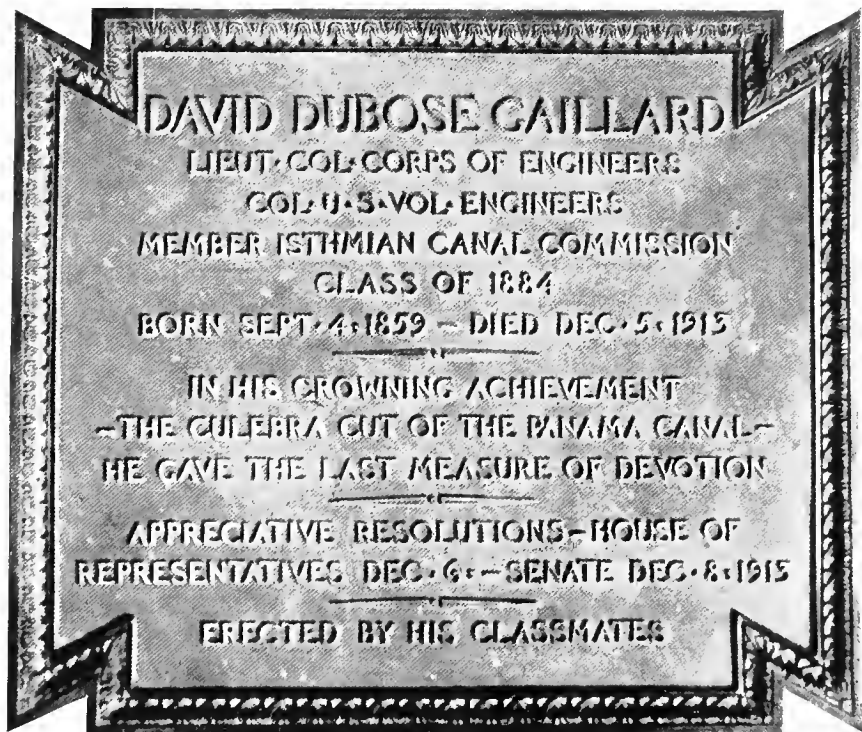 DAVID DUBOSE GAILLARD
LIEUT·COL·CORPS OF ENGINEERS
COL·U·S·VOL·ENGINEERS
MEMBER ISTHMIAN CANAL COMMISSION
CLASS OF 1884
BORN SEPT·4·1859 – DIED DEC·5·1913
IN HIS CROWNING ACHIEVEMENT
–THE CULEBRA CUT OF THE PANAMA CANAL–
HE GAVE THE LAST MEASURE OF DEVOTION
APPRECIATIVE RESOLUTIONS–HOUSE OF
REPRESENTATIVES DEC·6·–SENATE DEC·8·1913
ERECTED BY HIS CLASSMATES